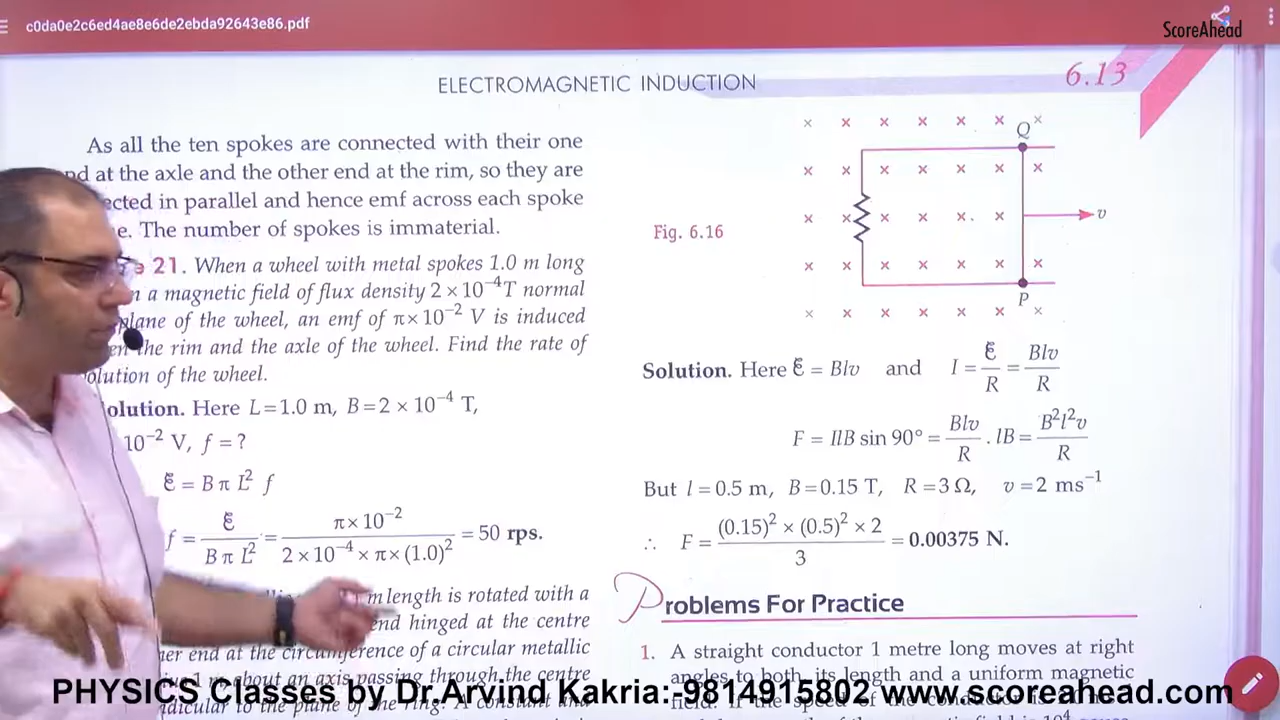 c0da0e2c6ed4ae8e6de2ebda92643e86.pdf
ScoreAhead
ELECTROMAGNETIC INDUCTION
6.13
As all the ten spokes are connected with their one
at the axle and the other end at the rim, so they are
in parallel and hence emf across each spoke
The number of spokes is immaterial.
21. When a wheel with metal spokes 1.0 m long
a magnetic field of flux density 2 × 10⁻⁴ T normal
plane of the wheel, an emf of π × 10⁻² V is induced
the rim and the axle of the wheel. Find the rate of
of the wheel.
Here L = 1.0 m, B = 2 × 10⁻⁴ T,
10⁻² V, f = ?
ℰ = B π L² f
f = ℰ / B π L² = π × 10⁻² / 2 × 10⁻⁴ × π × (1.0)² = 50 rps.
length is rotated with a
hinged at the centre
end at the circumference of a circular metallic
about an axis passing through the centre
to the plane of the ring. A constant and
Q
v
P
Fig. 6.16
Solution. Here ℰ = Blv and I = ℰ / R = Blv / R
F = IlB sin 90° = Blv / R . lB = B²l²v / R
But l = 0.5 m, B = 0.15 T, R = 3 Ω, v = 2 ms⁻¹
∴ F = (0.15)² × (0.5)² × 2 / 3 = 0.00375 N.
Problems For Practice
1. A straight conductor 1 metre long moves at right
angles to both its length and a uniform magnetic
PHYSICS Classes by Dr.Arvind Kakria:-9814915802 www.scoreahead.com